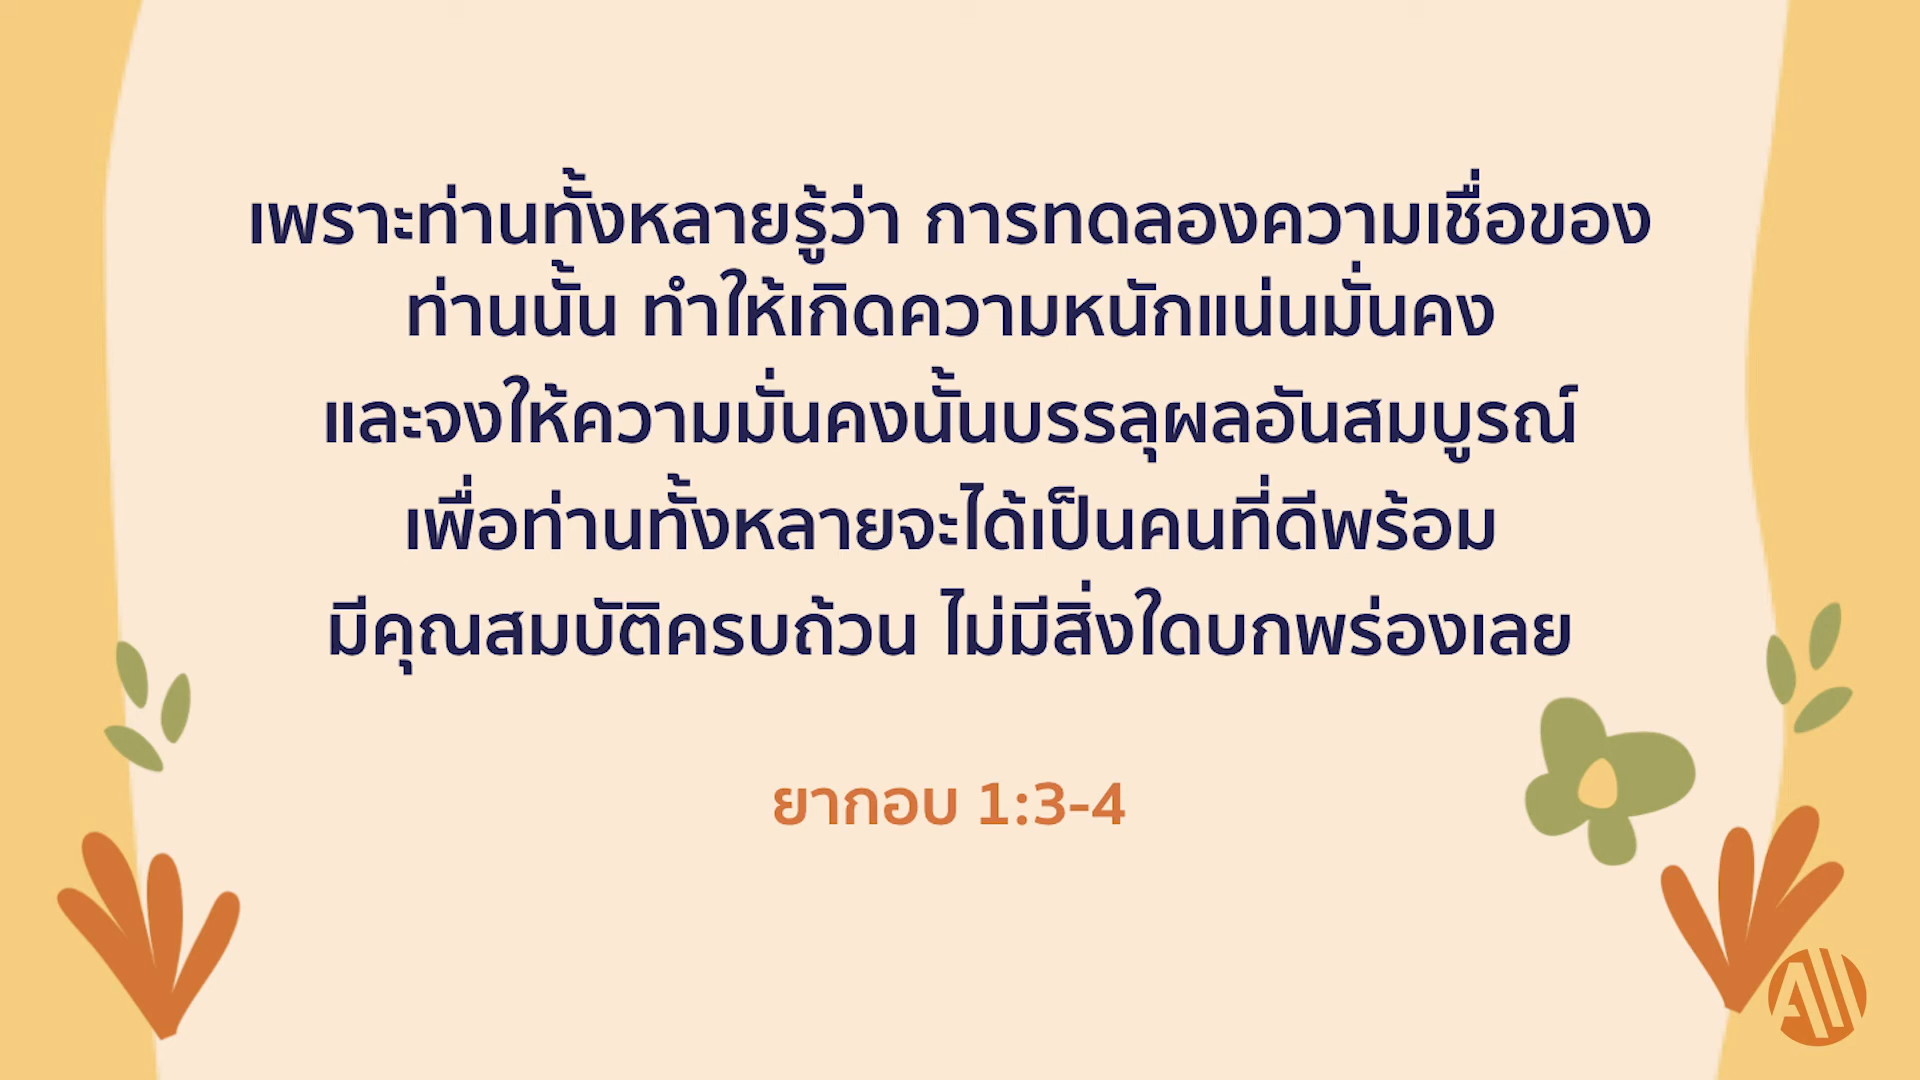 เพราะท่านทั้งหลายรู้ว่า การทดลองความเชื่อของ
ท่านนั้น ทำให้เกิดความหนักแน่นมั่นคง
และจงให้ความมั่นคงนั้นบรรลุผลอันสมบูรณ์
เพื่อท่านทั้งหลายจะได้เป็นคนที่ดีพร้อม
มีคุณสมบัติครบถ้วน ไม่มีสิ่งใดบกพร่องเลย
ยากอบ 1:3-4